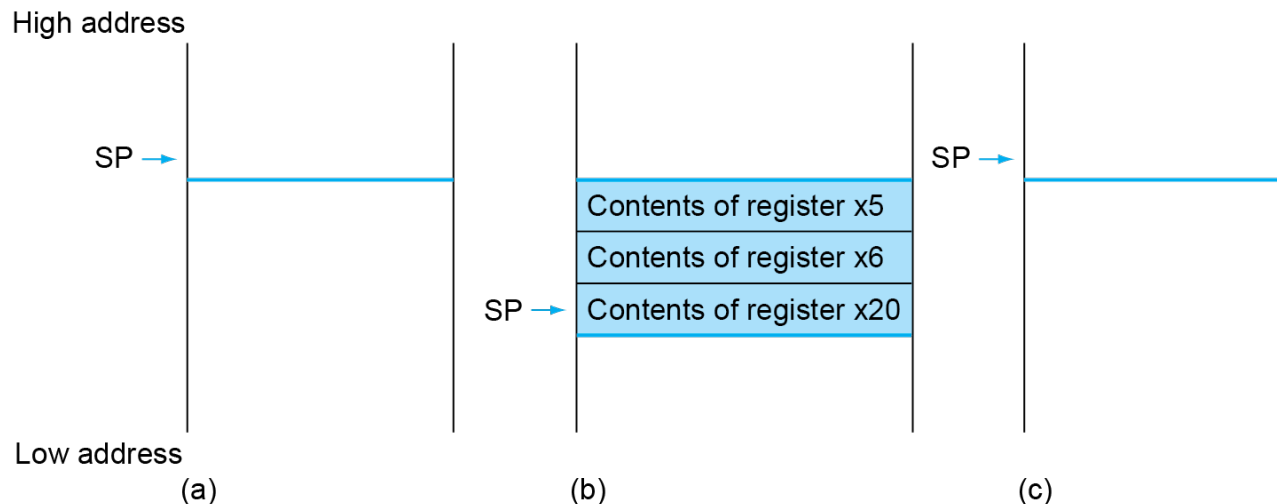 High address
SP
SP
Contents of register x5
Contents of register x6
SP
Contents of register x20
Low address
(a)
(b)
(c)